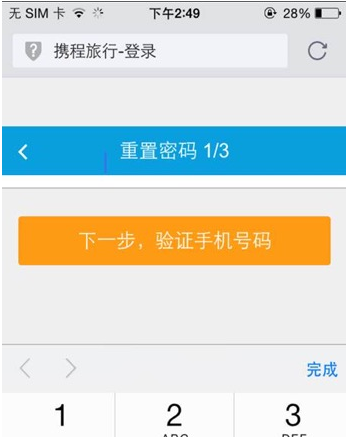 无 SIM 卡 下午2:49 28%
携程旅行-登录
重置密码 1/3
下一步，验证手机号码
完成
1 2 3
ABC DEF